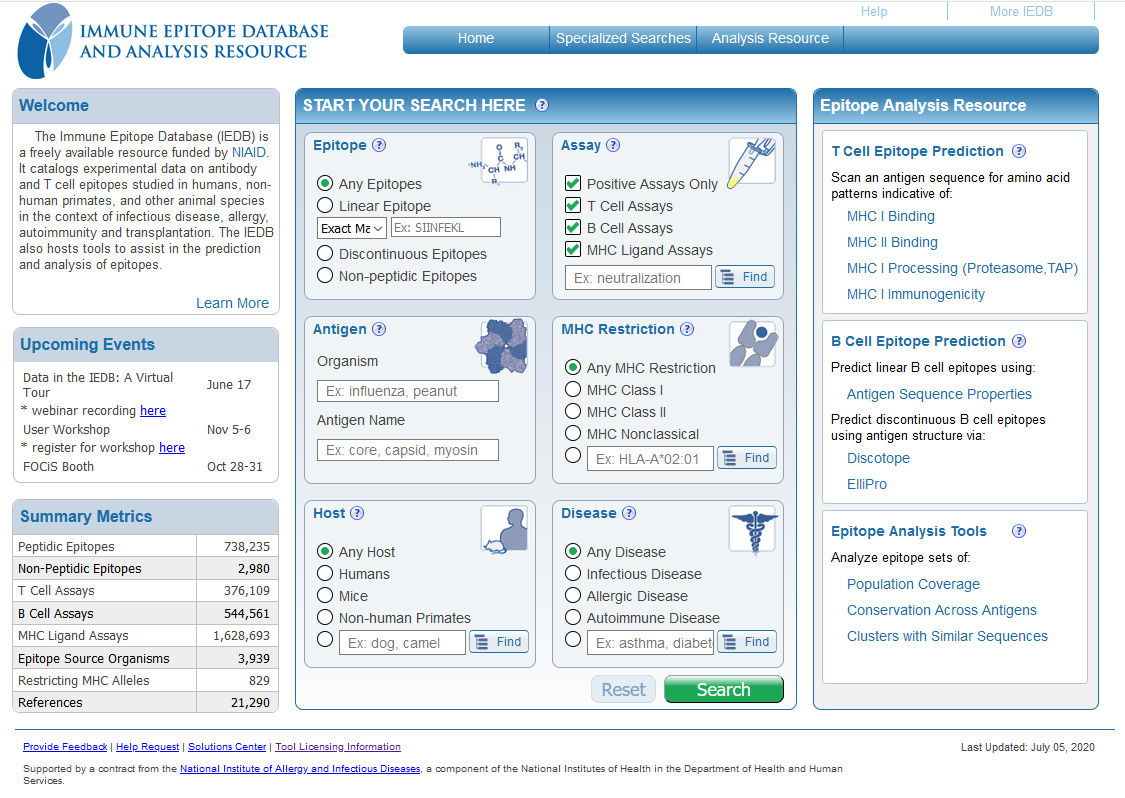 IMMUNE EPITOPE DATABASE
AND ANALYSIS RESOURCE
Help
More IEDB
Home
Specialized Searches
Analysis Resource
Welcome
The Immune Epitope Database (IEDB) is
a freely available resource funded by NIAID.
It catalogs experimental data on antibody
and T cell epitopes studied in humans, non-
human primates, and other animal species
in the context of infectious disease, allergy,
autoimmunity and transplantation. The IEDB
also hosts tools to assist in the prediction
and analysis of epitopes.
Learn More
Upcoming Events
Data in the IEDB: A Virtual
Tour
June 17
* webinar recording here
User Workshop Nov 5-6
* register for workshop here
FOCiS Booth Oct 28-31
Summary Metrics
Peptidic Epitopes 738,235
Non-Peptidic Epitopes 2,980
T Cell Assays 376,109
B Cell Assays 544,561
MHC Ligand Assays 1,628,693
Epitope Source Organisms 3,939
Restricting MHC Alleles 829
References 21,290
START YOUR SEARCH HERE ?
Epitope ?
Any Epitopes
Linear Epitope
Exact Ma
Ex: SIINFEKL
Discontinuous Epitopes
Non-peptidic Epitopes
Assay ?
Positive Assays Only
T Cell Assays
B Cell Assays
MHC Ligand Assays
Ex: neutralization
Find
Antigen ?
Organism
Ex: influenza, peanut
Antigen Name
Ex: core, capsid, myosin
MHC Restriction ?
Any MHC Restriction
MHC Class I
MHC Class II
MHC Nonclassical
Ex: HLA-A*02:01
Find
Host ?
Any Host
Humans
Mice
Non-human Primates
Ex: dog, camel
Find
Disease ?
Any Disease
Infectious Disease
Allergic Disease
Autoimmune Disease
Ex: asthma, diabet
Find
Reset
Search
Epitope Analysis Resource
T Cell Epitope Prediction ?
Scan an antigen sequence for amino acid
patterns indicative of:
MHC I Binding
MHC II Binding
MHC I Processing (Proteasome,TAP)
MHC I Immunogenicity
B Cell Epitope Prediction ?
Predict linear B cell epitopes using:
Antigen Sequence Properties
Predict discontinuous B cell epitopes
using antigen structure via:
Discotope
ElliPro
Epitope Analysis Tools ?
Analyze epitope sets of:
Population Coverage
Conservation Across Antigens
Clusters with Similar Sequences
Provide Feedback | Help Request | Solutions Center | Tool Licensing Information
Last Updated: July 05, 2020
Supported by a contract from the National Institute of Allergy and Infectious Diseases, a component of the National Institutes of Health in the Department of Health and Human
Services.